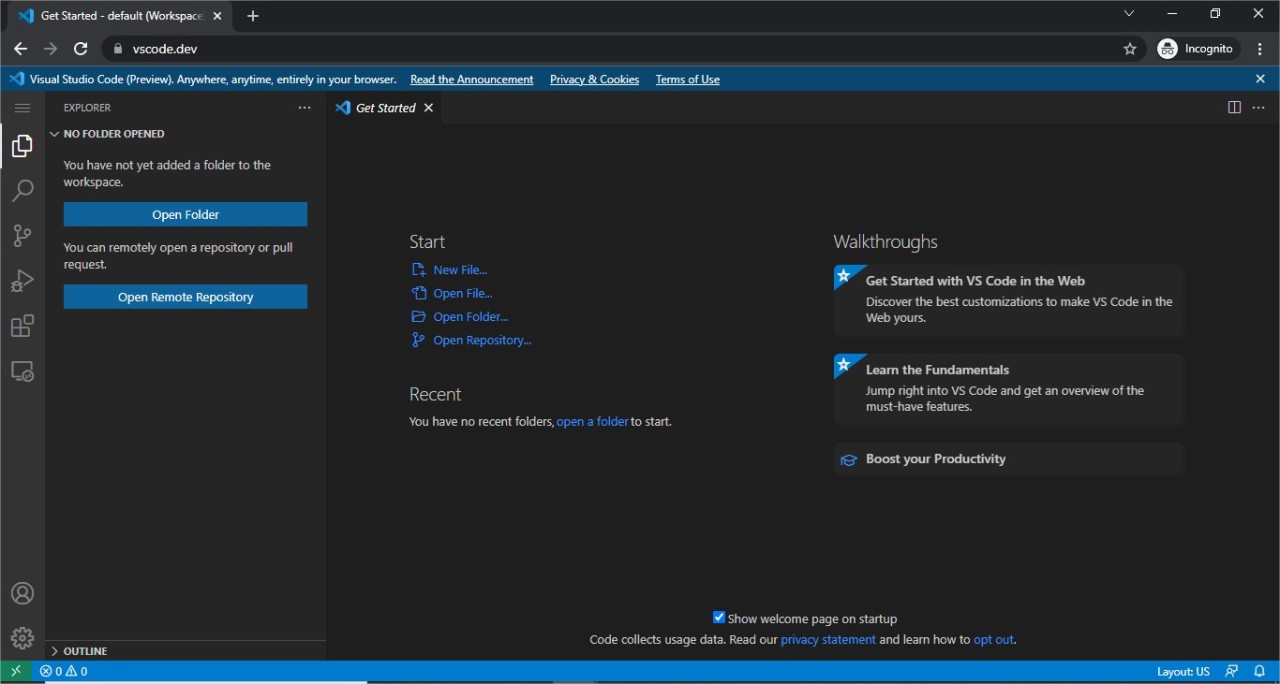 Get Started - default (Workspace
vscode.dev
Incognito
Visual Studio Code (Preview). Anywhere, anytime, entirely in your browser. Read the Announcement Privacy & Cookies Terms of Use
EXPLORER
Get Started
NO FOLDER OPENED
You have not yet added a folder to the
workspace.
Open Folder
You can remotely open a repository or pull
request.
Open Remote Repository
OUTLINE
Start
New File...
Open File...
Open Folder...
Open Repository...
Recent
You have no recent folders, open a folder to start.
Walkthroughs
Get Started with VS Code in the Web
Discover the best customizations to make VS Code in the
Web yours.
Learn the Fundamentals
Jump right into VS Code and get an overview of the
must-have features.
Boost your Productivity
Show welcome page on startup
Code collects usage data. Read our privacy statement and learn how to opt out.
0 0
Layout: US